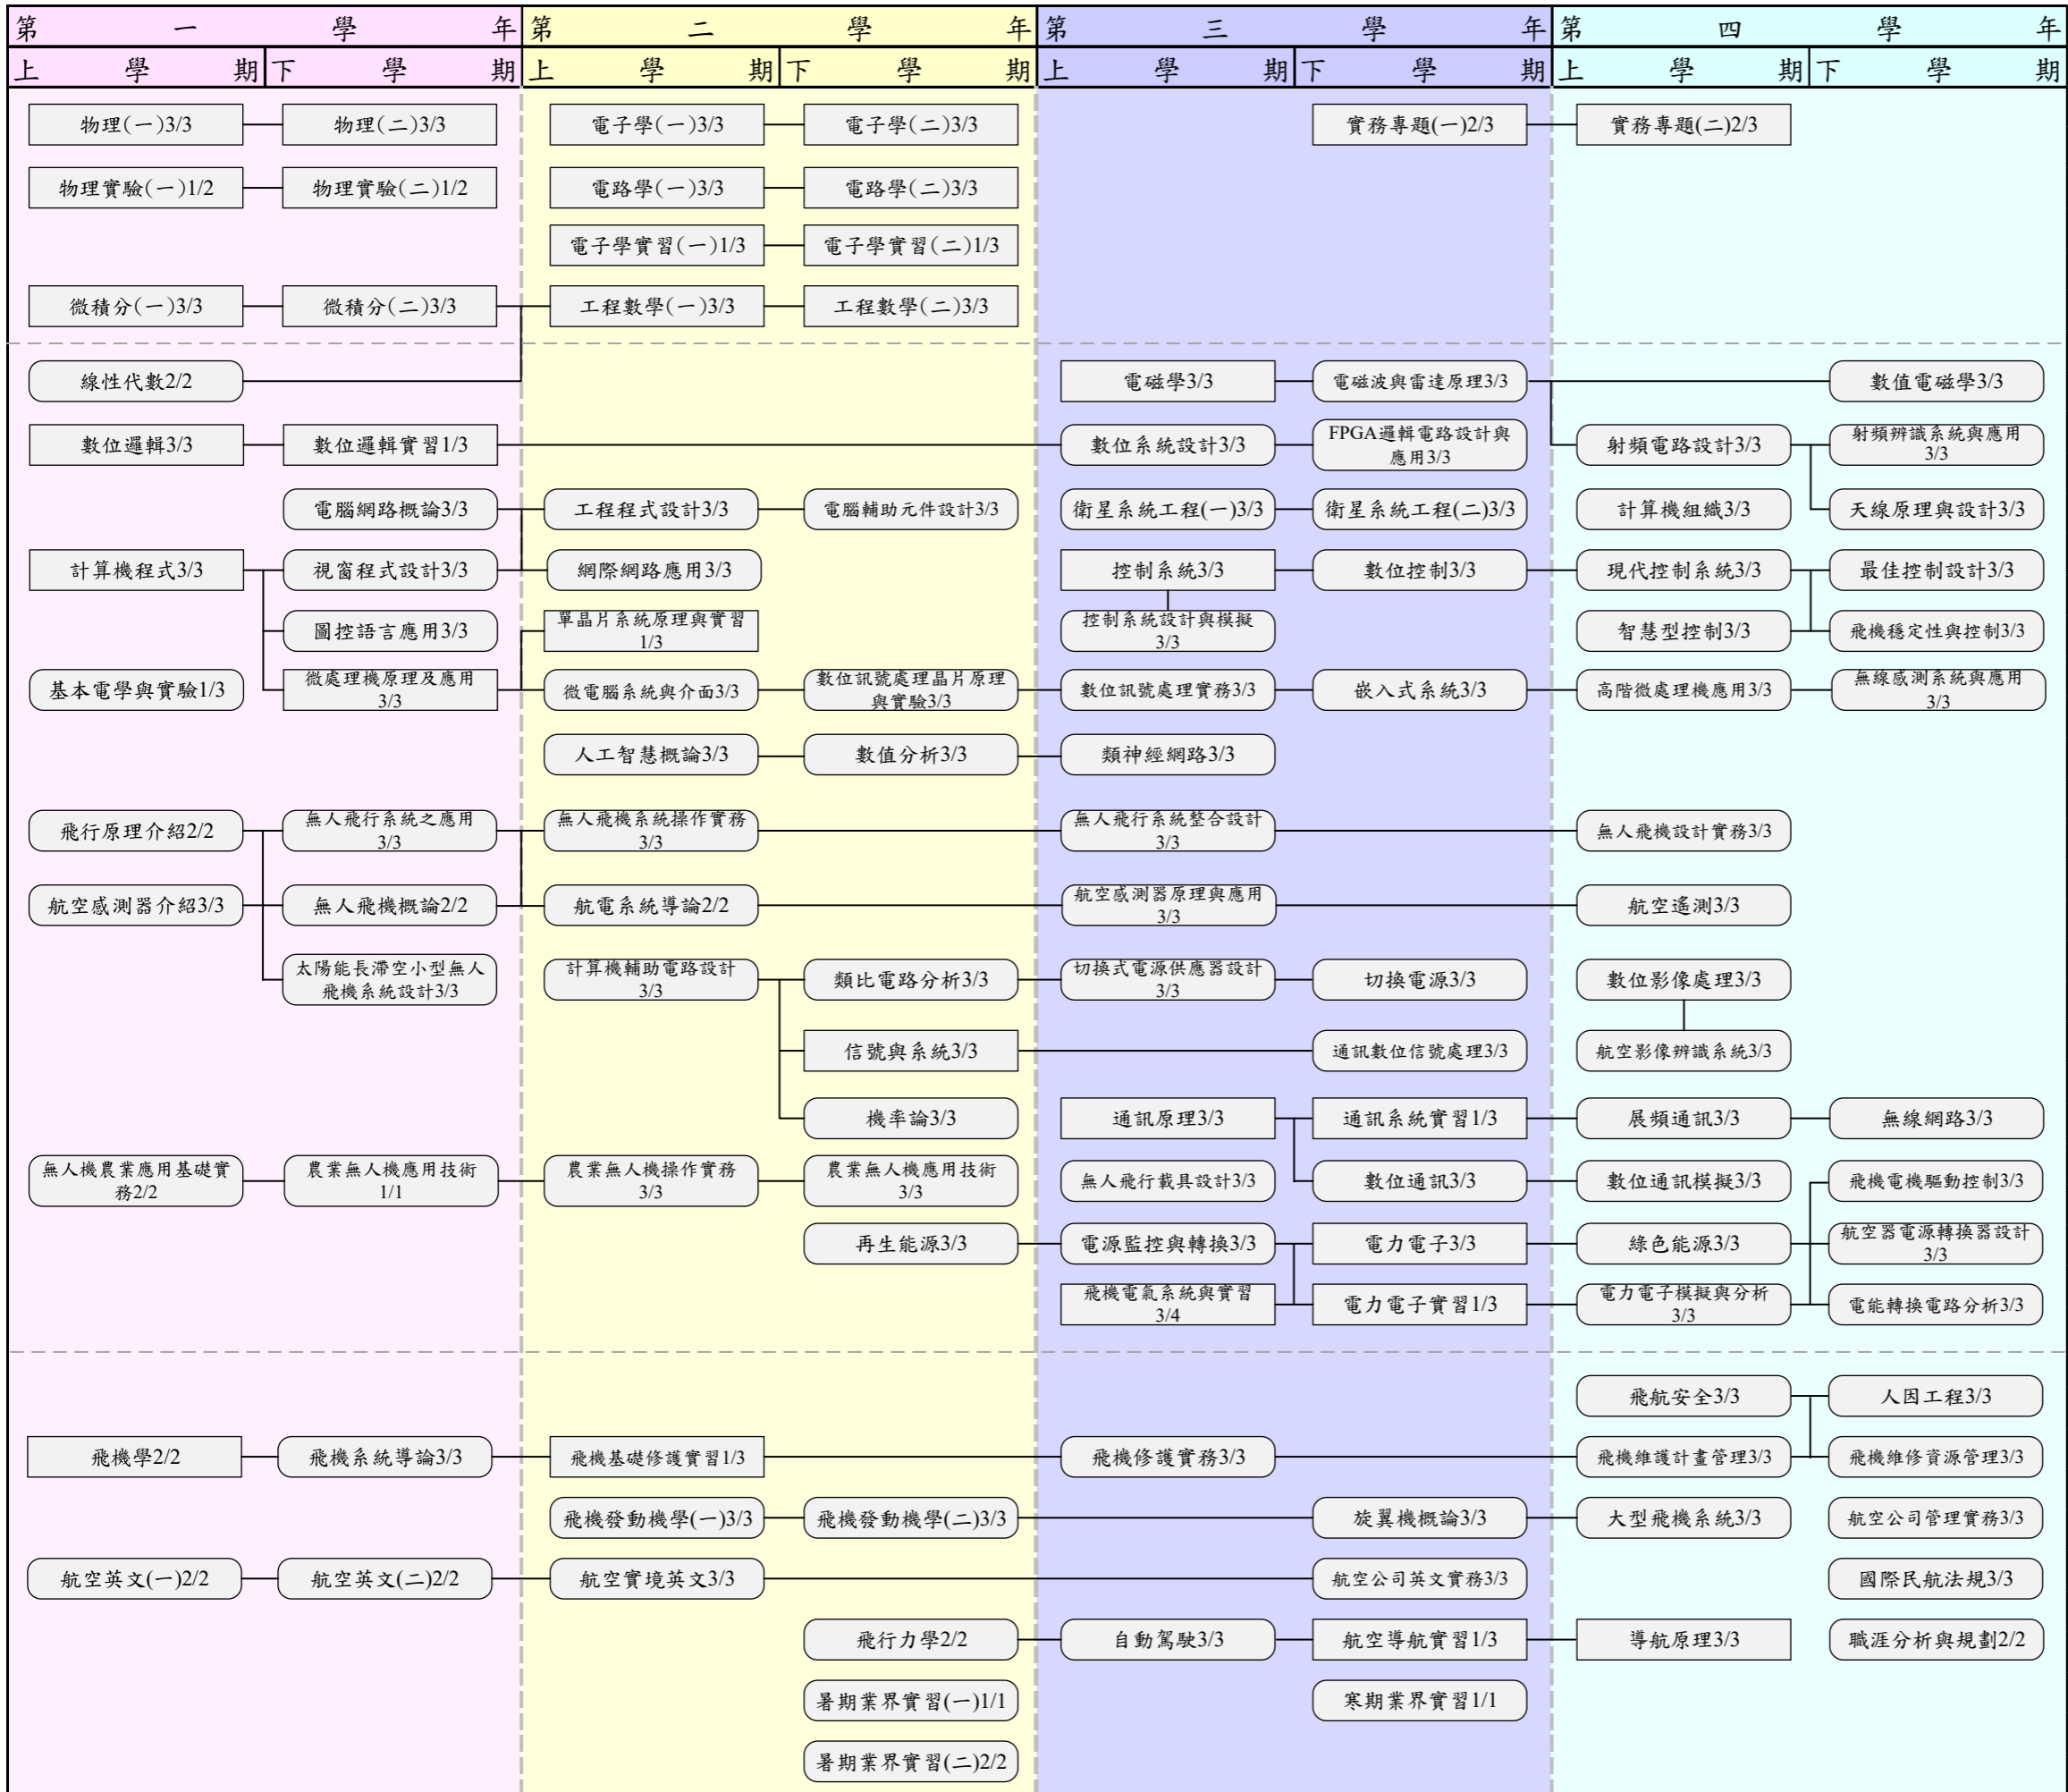 第一學年 第二學年 第三學年 第四學年
上學期 下學期 上學期 下學期 上學期 下學期 上學期 下學期
物理(一)3/3 物理(二)3/3 電子學(一)3/3 電子學(二)3/3 實務專題(一)2/3 實務專題(二)2/3
物理實驗(一)1/2 物理實驗(二)1/2 電路學(一)3/3 電路學(二)3/3
電子學實習(一)1/3 電子學實習(二)1/3
微積分(一)3/3 微積分(二)3/3 工程數學(一)3/3 工程數學(二)3/3
線性代數2/2 電磁學3/3 電磁波與雷達原理3/3 數值電磁學3/3
數位邏輯3/3 數位邏輯實習1/3 數位系統設計3/3 FPGA邏輯電路設計與
應用3/3
射頻電路設計3/3 射頻辨識系統與應用
3/3
電腦網路概論3/3 工程程式設計3/3 電腦輔助元件設計3/3 衛星系統工程(一)3/3 衛星系統工程(二)3/3 計算機組織3/3 天線原理與設計3/3
計算機程式3/3 視窗程式設計3/3 網際網路應用3/3 控制系統3/3 數位控制3/3 現代控制系統3/3 最佳控制設計3/3
圖控語言應用3/3 單晶片系統原理與實習
1/3
控制系統設計與模擬
3/3
智慧型控制3/3 飛機穩定性與控制3/3
基本電學與實驗1/3 微處理機原理及應用
3/3
微電腦系統與介面3/3 數位訊號處理晶片原理
與實驗3/3
數位訊號處理實務3/3 嵌入式系統3/3 高階微處理機應用3/3 無線感測系統與應用
3/3
人工智慧概論3/3 數值分析3/3 類神經網路3/3
飛行原理介紹2/2 無人飛行系統之應用
3/3
無人飛機系統操作實務
3/3
無人飛行系統整合設計
3/3
無人飛機設計實務3/3
航空感測器介紹3/3 無人飛機概論2/2 航電系統導論2/2 航空感測器原理與應用
3/3
航空遙測3/3
太陽能長滯空小型無人
飛機系統設計3/3
計算機輔助電路設計
3/3
類比電路分析3/3 切換式電源供應器設計
3/3
切換電源3/3 數位影像處理3/3
信號與系統3/3 通訊數位信號處理3/3 航空影像辨識系統3/3
機率論3/3 通訊原理3/3 通訊系統實習1/3 展頻通訊3/3 無線網路3/3
無人機農業應用基礎實
務2/2
農業無人機應用技術
1/1
農業無人機操作實務
3/3
農業無人機應用技術
3/3
無人飛行載具設計3/3 數位通訊3/3 數位通訊模擬3/3 飛機電機驅動控制3/3
再生能源3/3 電源監控與轉換3/3 電力電子3/3 綠色能源3/3 航空器電源轉換器設計
3/3
飛機電氣系統與實習
3/4
電力電子實習1/3 電力電子模擬與分析
3/3
電能轉換電路分析3/3
飛航安全3/3 人因工程3/3
飛機學2/2 飛機系統導論3/3 飛機基礎修護實習1/3 飛機修護實務3/3 飛機維護計畫管理3/3 飛機維修資源管理3/3
飛機發動機學(一)3/3 飛機發動機學(二)3/3 旋翼機概論3/3 大型飛機系統3/3 航空公司管理實務3/3
航空英文(一)2/2 航空英文(二)2/2 航空實境英文3/3 航空公司英文實務3/3 國際民航法規3/3
飛行力學2/2 自動駕駛3/3 航空導航實習1/3 導航原理3/3 職涯分析與規劃2/2
暑期業界實習(一)1/1 寒期業界實習1/1
暑期業界實習(二)2/2